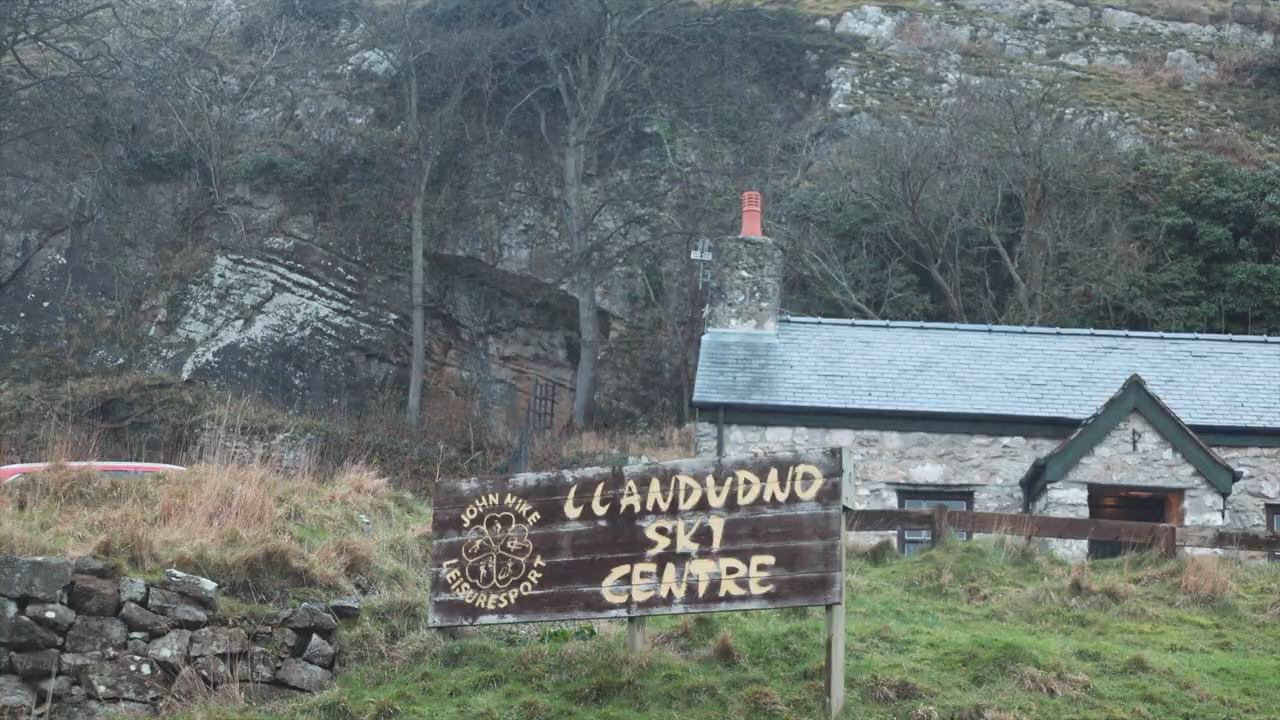 JOHN NIKE
LEISURESPORT
LLANDUDNO
SKI
CENTRE